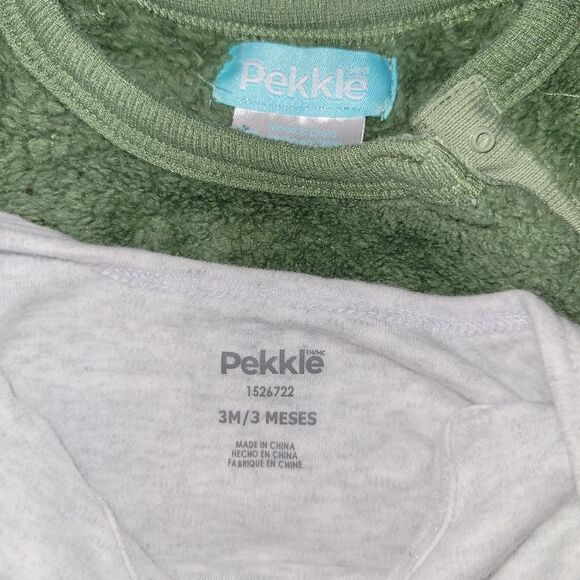 Pekkle
Pekkle TM/MC
1526722
3M/3 MESES
MADE IN CHINA
HECHO EN CHINA
FABRIQUÉ EN CHINE